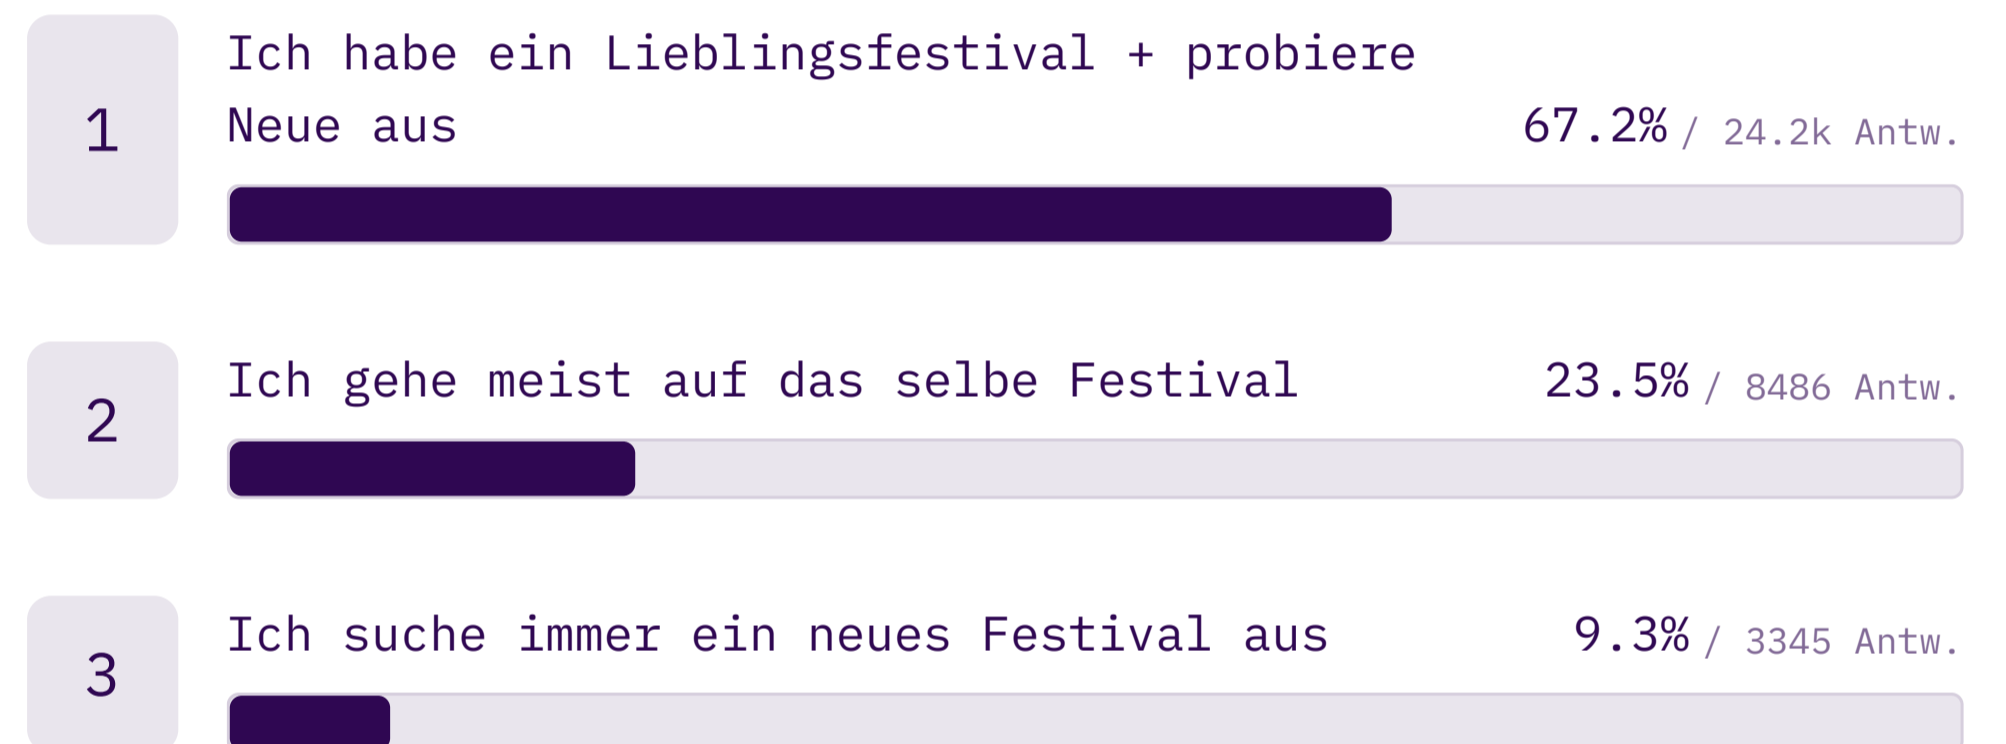 1
Ich habe ein Lieblingsfestival + probiere
Neue aus
67.2% / 24.2k Antw.
2
Ich gehe meist auf das selbe Festival
23.5% / 8486 Antw.
3
Ich suche immer ein neues Festival aus
9.3% / 3345 Antw.